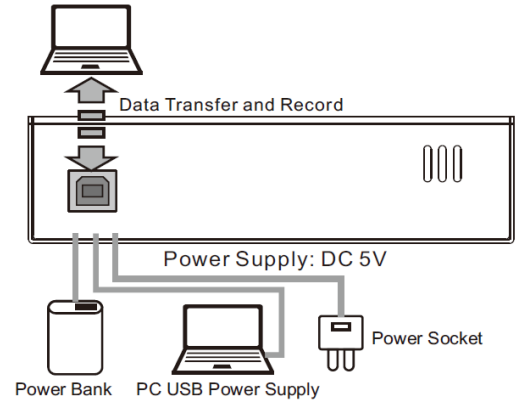 Data Transfer and Record
Power Supply: DC 5V
Power Socket
Power Bank
PC USB Power Supply